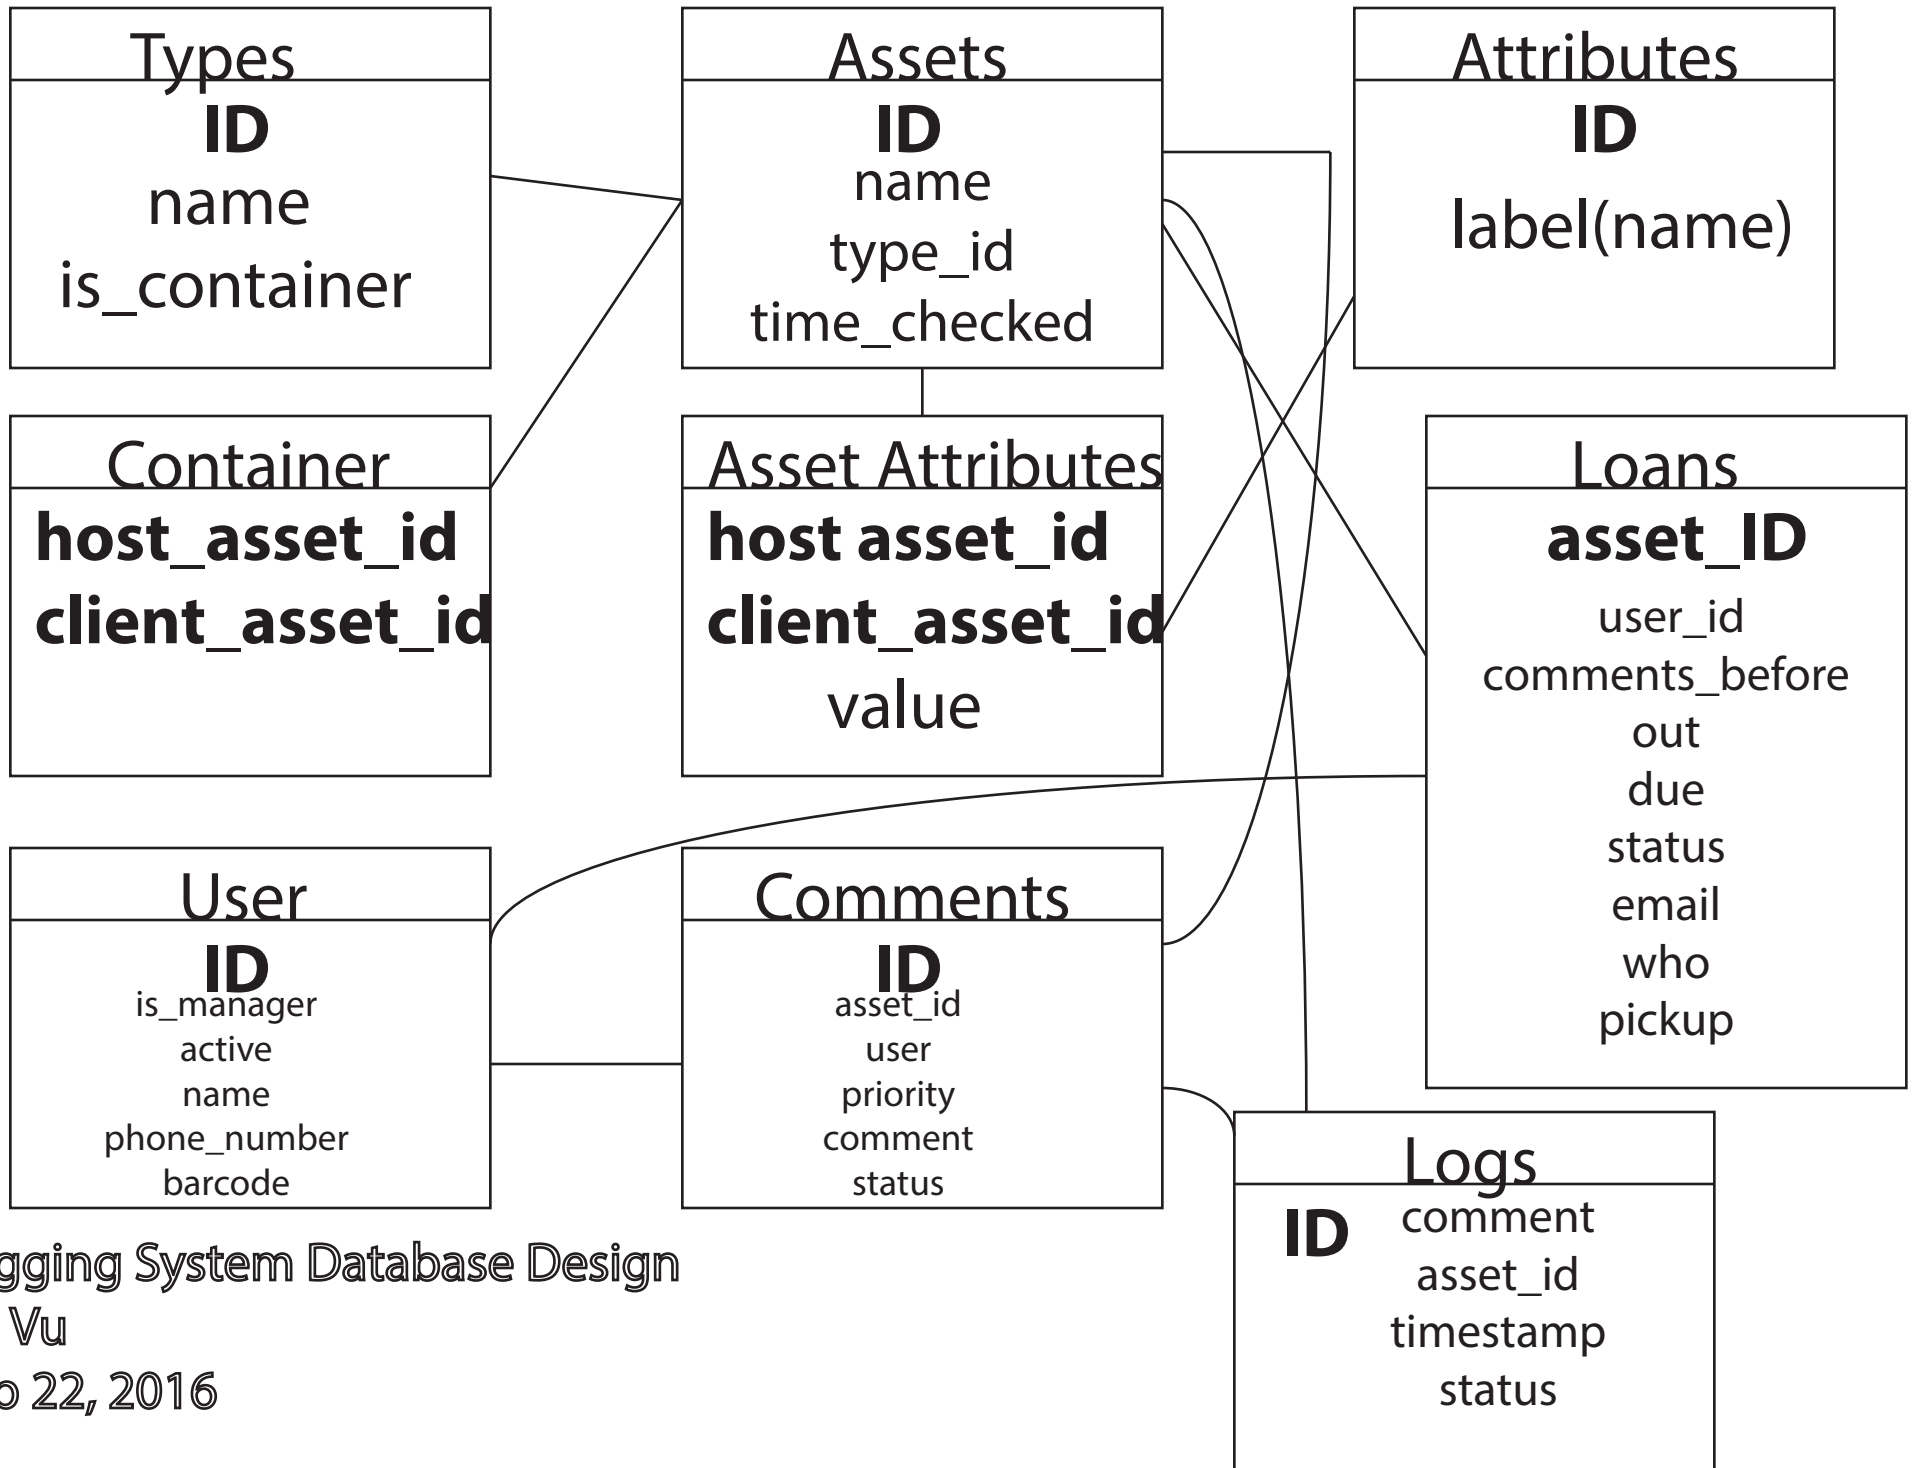 Types
ID
name
is_container
Assets
ID
name
type_id
time_checked
Attributes
ID
label(name)
Container
host_asset_id
client_asset_id
Asset Attributes
host asset_id
client_asset_id
value
Loans
asset_ID
user_id
comments_before
out
due
status
email
who
pickup
User
ID
is_manager
active
name
phone_number
barcode
Comments
ID
asset_id
user
priority
comment
status
Logs
ID
comment
asset_id
timestamp
status
System Database Design
Vu
22, 2016